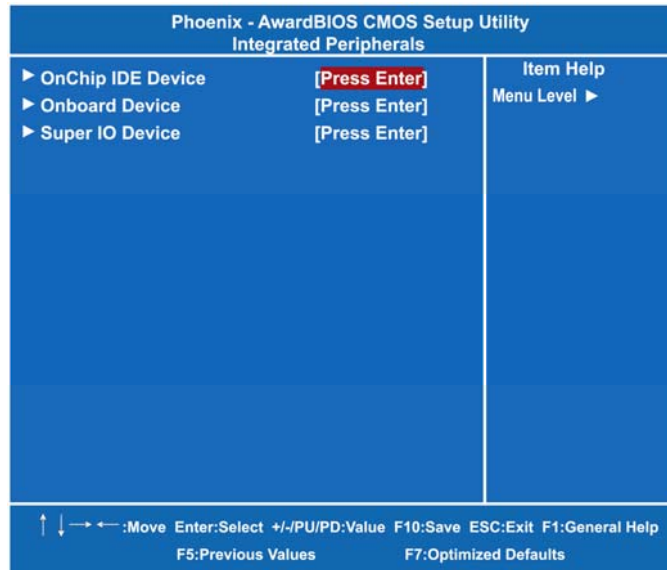 Phoenix - AwardBIOS CMOS Setup Utility
Integrated Peripherals
► OnChip IDE Device [Press Enter]
► Onboard Device [Press Enter]
► Super IO Device [Press Enter]
Item Help
Menu Level ►
↑ ↓ → ← :Move Enter:Select +/-/PU/PD:Value F10:Save ESC:Exit F1:General Help
F5:Previous Values F7:Optimized Defaults